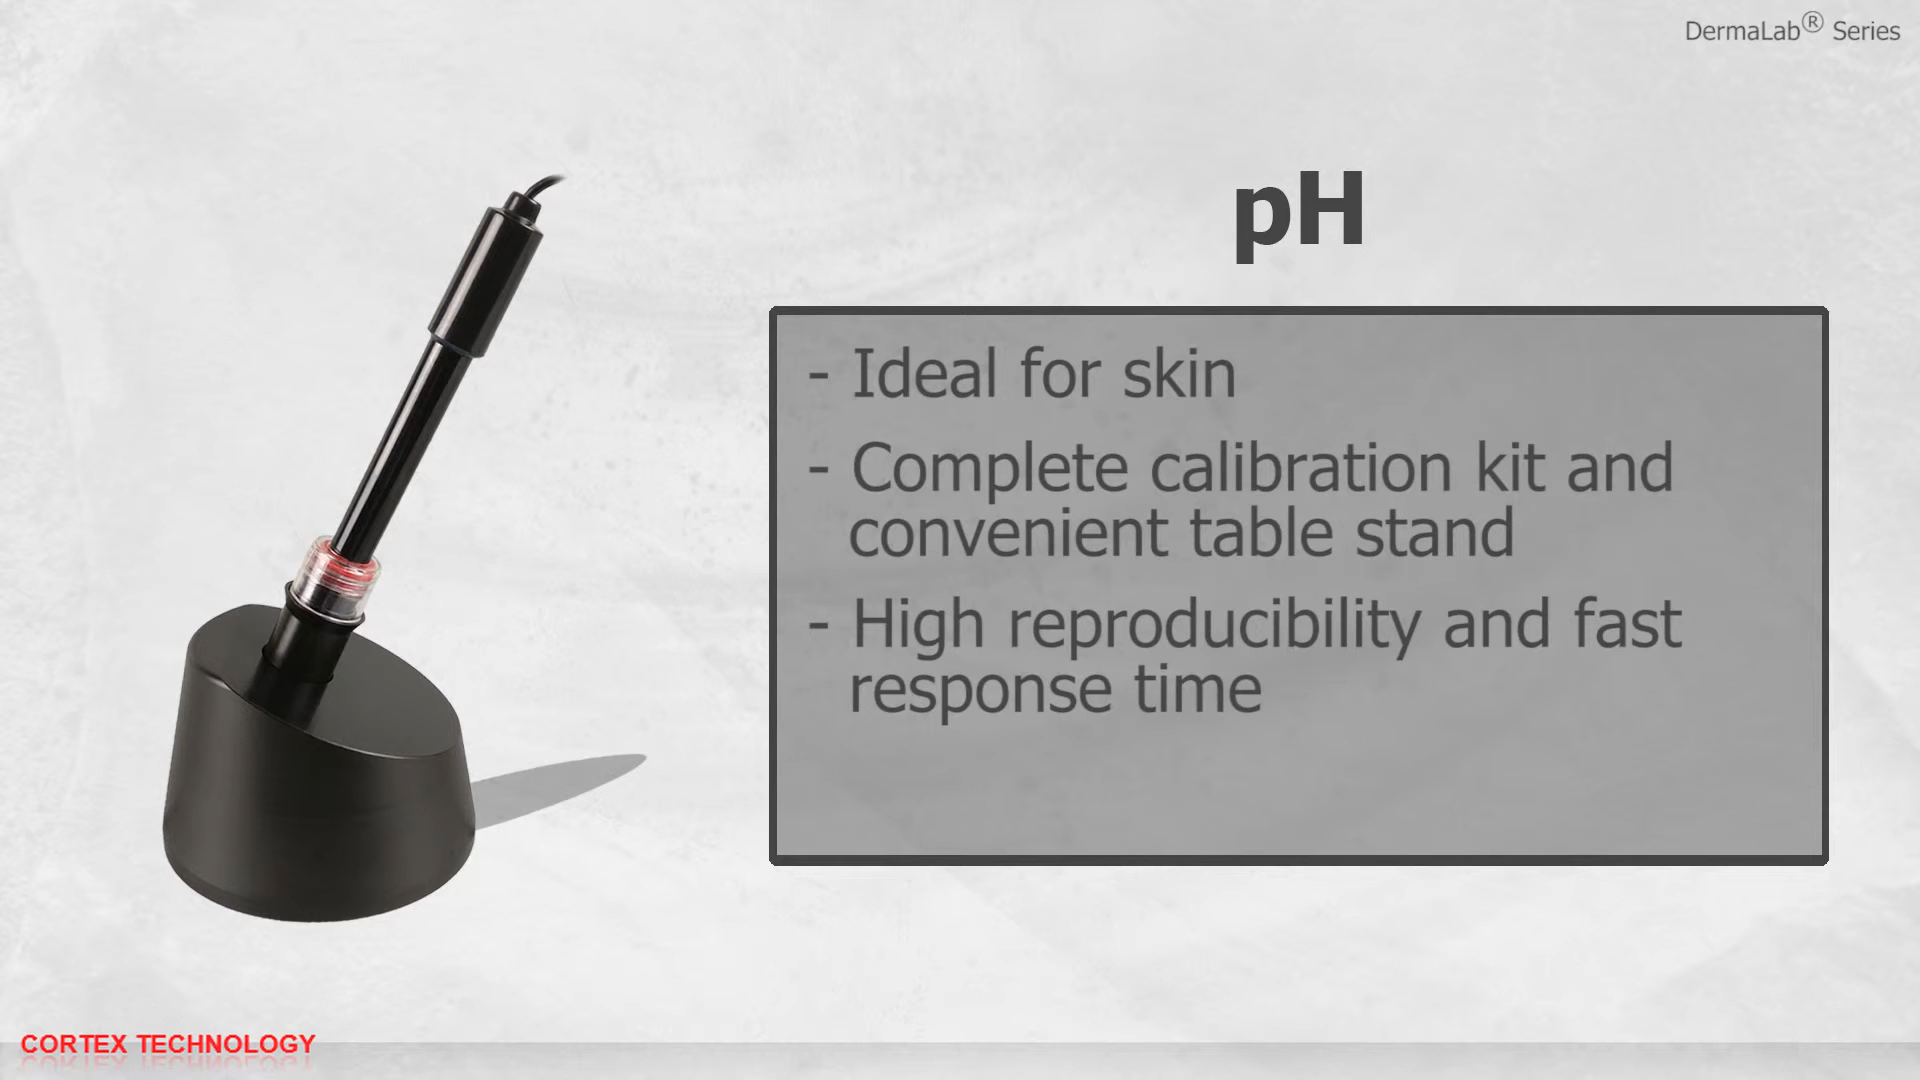 DermaLab® Series
pH
- Ideal for skin
- Complete calibration kit and
convenient table stand
- High reproducibility and fast
response time
CORTEX TECHNOLOGY